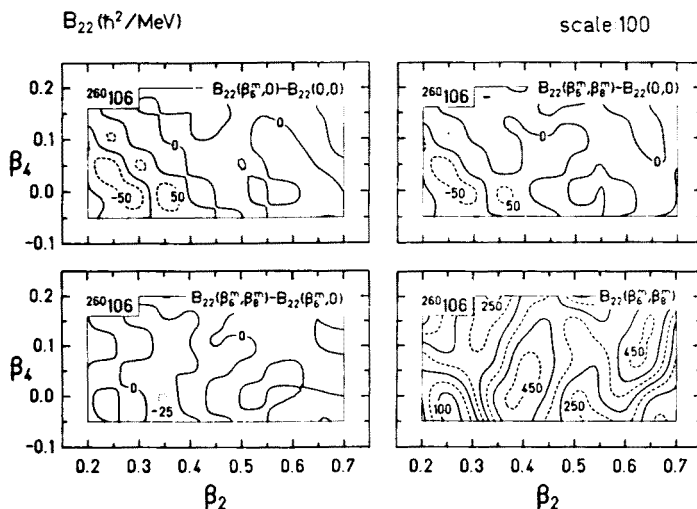 B₂₂(ħ²/MeV) scale 100
²⁶⁰106 B₂₂(β₆ᵐ,0)−B₂₂(0,0)
0
0
-50
50
²⁶⁰106 B₂₂(β₆ᵐ,β₈ᵐ)−B₂₂(0,0)
0
0
-50
50
β₄
0.2
0.1
0.0
-0.1
²⁶⁰106 B₂₂(β₆ᵐ,β₈ᵐ)−B₂₂(β₆ᵐ,0)
0
0
-25
²⁶⁰106 250 B₂₂(β₆ᵐ,β₈ᵐ)
450
450
250
100
β₄
0.2
0.1
0.0
-0.1
0.2 0.3 0.4 0.5 0.6 0.7
0.2 0.3 0.4 0.5 0.6 0.7
β₂
β₂